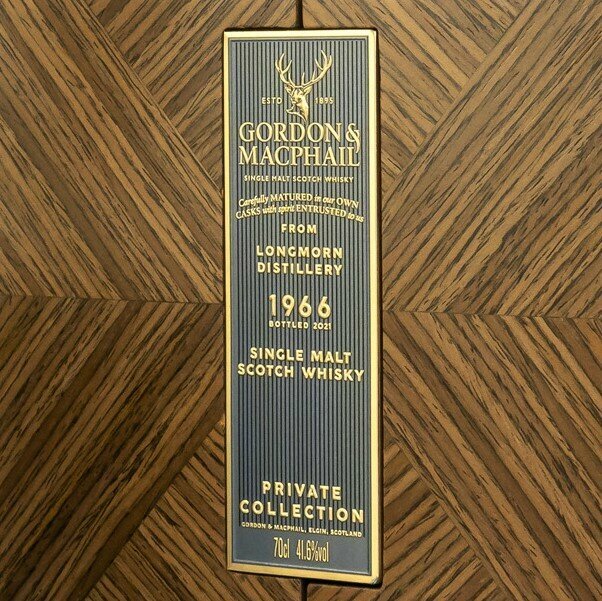 ESTD 1895
GORDON &
MACPHAIL
SINGLE MALT SCOTCH WHISKY
Carefully MATURED in our OWN
CASKS with spirit ENTRUSTED to us
FROM
LONGMORN
DISTILLERY
1966
BOTTLED 2021
SINGLE MALT
SCOTCH WHISKY
PRIVATE
COLLECTION
GORDON & MACPHAIL, ELGIN, SCOTLAND
70cl 41.6%vol